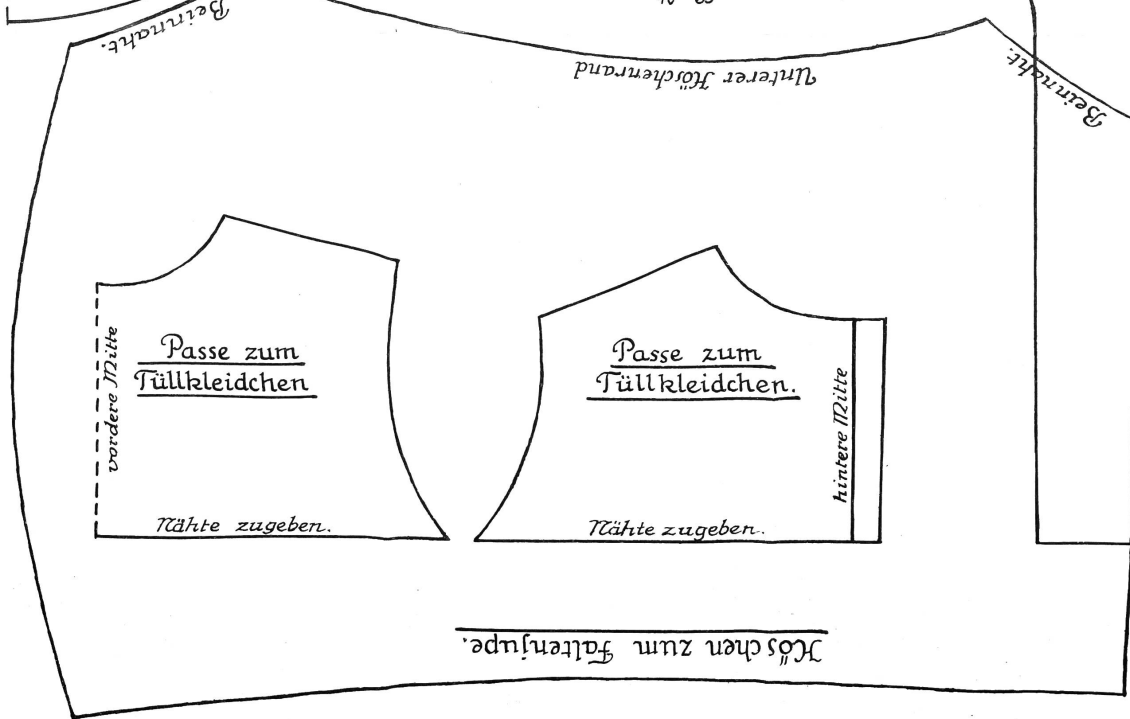 Beinnaht.
Unterer Höschenrand
Beinnaht.
vordere Mitte
Passe zum
Tüllkleidchen
Nähte zugeben.
Passe zum
Tüllkleidchen.
hintere Mitte
Nähte zugeben.
Höschen zum Faltenjupe.